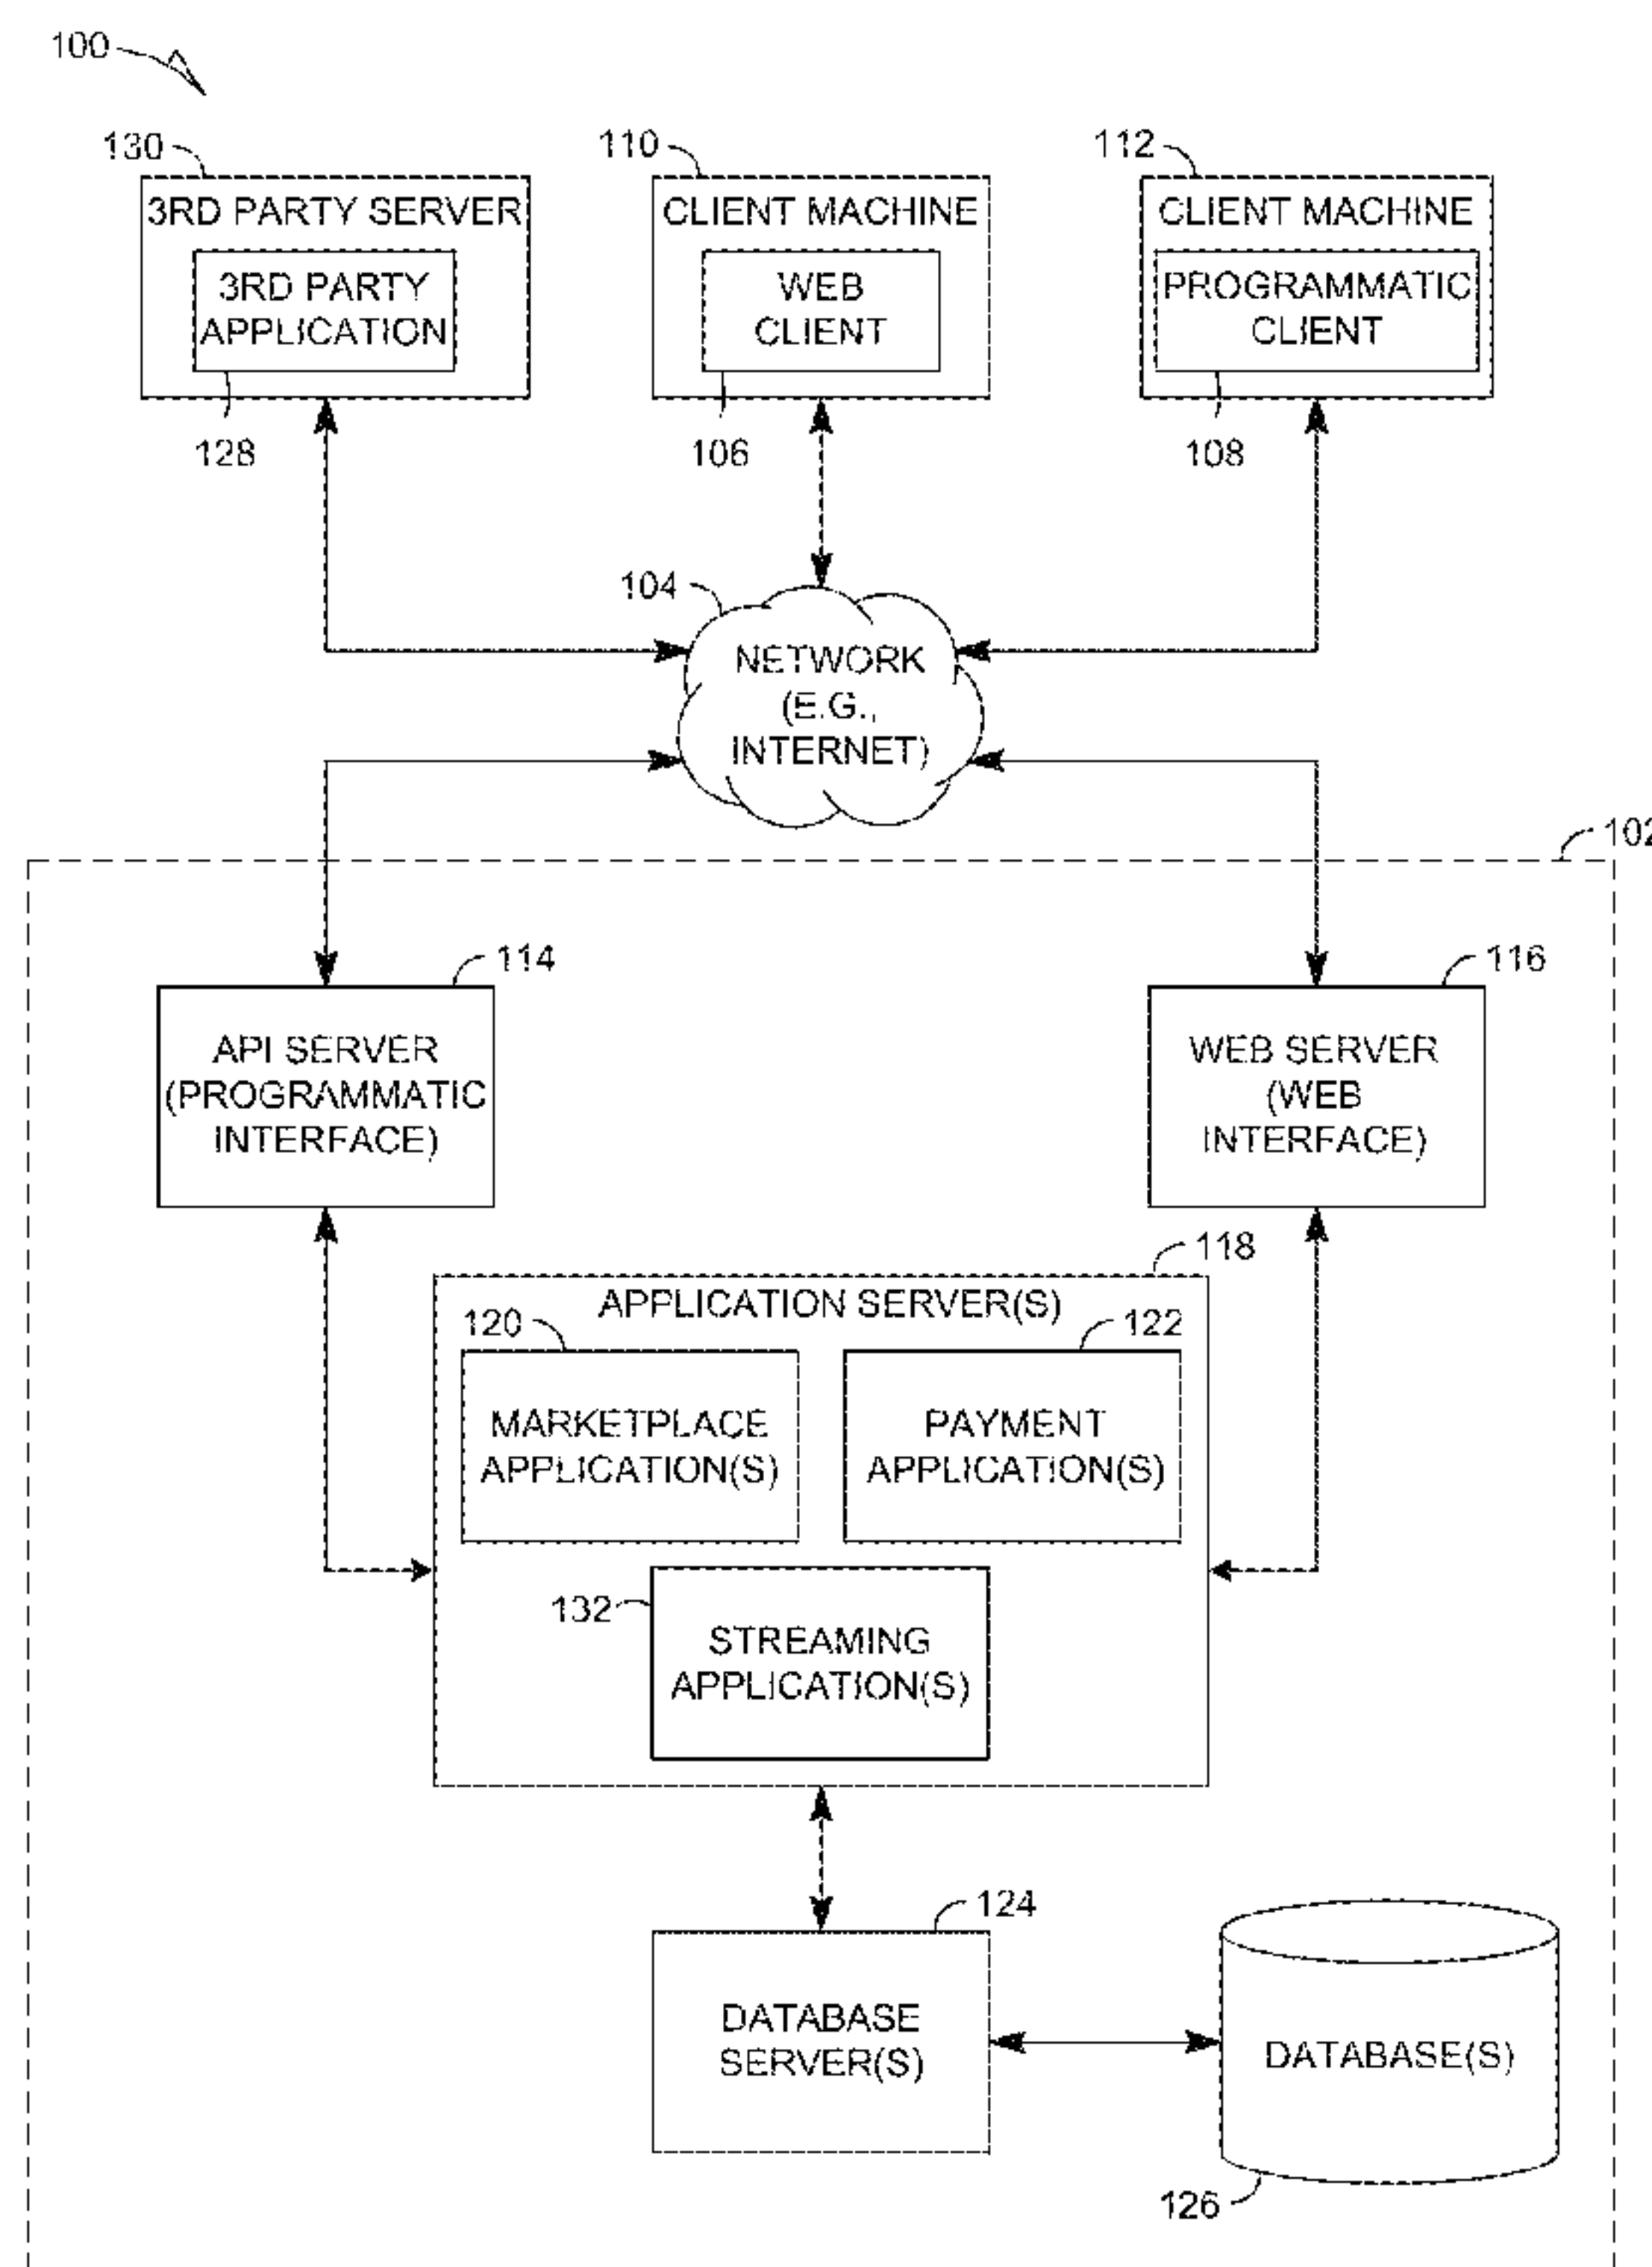 100
130
110
112
3RD PARTY SERVER
CLIENT MACHINE
CLIENT MACHINE
3RD PARTY
APPLICATION
WEB
CLIENT
PROGRAMMATIC
CLIENT
128
106
108
104
NETWORK
(E.G.,
INTERNET)
102
114
116
API SERVER
(PROGRAMMATIC
INTERFACE)
WEB SERVER
(WEB
INTERFACE)
118
APPLICATION SERVER(S)
120
122
MARKETPLACE
APPLICATION(S)
PAYMENT
APPLICATION(S)
132
STREAMING
APPLICATION(S)
124
DATABASE
SERVER(S)
DATABASE(S)
126